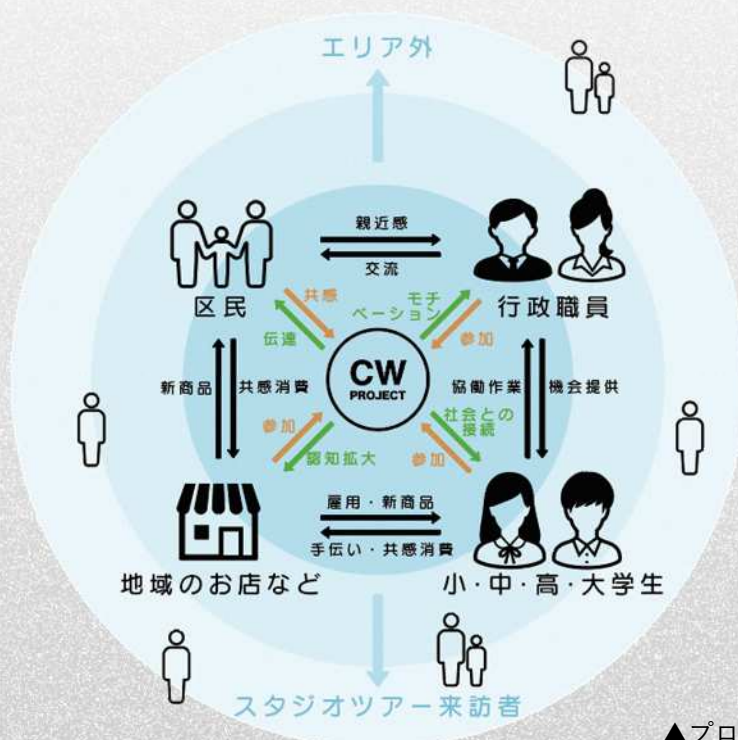 エリア外
親近感
交流
区民
行政職員
共感
伝達
モチ
ベーション
参加
CW
PROJECT
新商品
共感消費
協働作業
機会提供
参加
認知拡大
社会との
接続
参加
雇用・新商品
手伝い・共感消費
地域のお店など
小・中・高・大学生
スタジオツアー来訪者
▲プロ